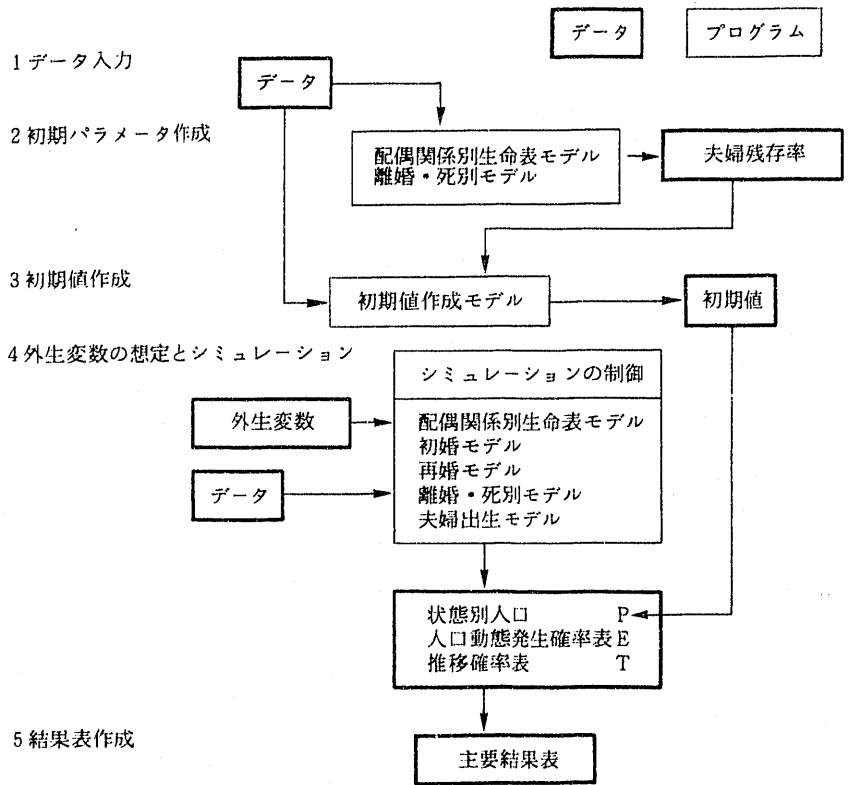 データ
プログラム
1 データ入力
データ
2 初期パラメータ作成
配偶関係別生命表モデル
離婚・死別モデル
夫婦残存率
3 初期値作成
初期値作成モデル
初期値
4 外生変数の想定とシミュレーション
シミュレーションの制御
外生変数
配偶関係別生命表モデル
初婚モデル
再婚モデル
データ
離婚・死別モデル
夫婦出生モデル
状態別人口 P
人口動態発生確率表 E
推移確率表 T
5 結果表作成
主要結果表